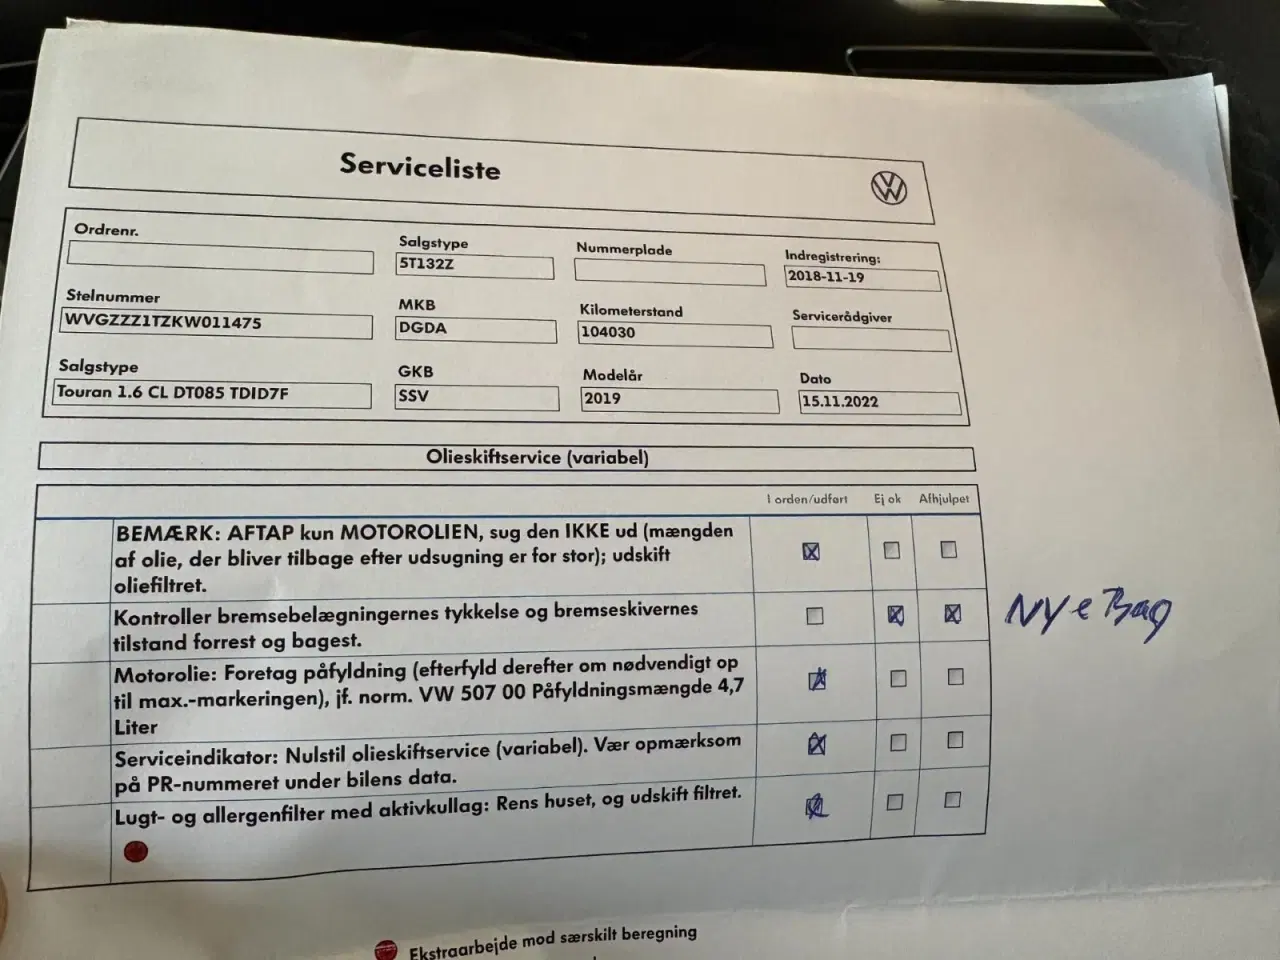 Serviceliste
Ordrenr.
Salgstype
5T132Z
Nummerplade
Indregistrering:
2018-11-19
Stelnummer
WVGZZZ1TZKW011475
MKB
DGDA
Kilometerstand
104030
Servicerådgiver
Salgstype
Touran 1.6 CL DT085 TDID7F
GKB
SSV
Modelår
2019
Dato
15.11.2022
Olieskiftservice (variabel)
I orden/udført Ej ok Afhjulpet
BEMÆRK: AFTAP kun MOTOROLIEN, sug den IKKE ud (mængden
af olie, der bliver tilbage efter udsugning er for stor); udskift
oliefiltret.
Kontroller bremsebelægningernes tykkelse og bremseskivernes
tilstand forrest og bagest.
NYe Bag
Motorolie: Foretag påfyldning (efterfyld derefter om nødvendigt op
til max.-markeringen), jf. norm. VW 507 00 Påfyldningsmængde 4,7
Liter
Serviceindikator: Nulstil olieskiftservice (variabel). Vær opmærksom
på PR-nummeret under bilens data.
Lugt- og allergenfilter med aktivkullag: Rens huset, og udskift filtret.
Ekstraarbejde mod særskilt beregning